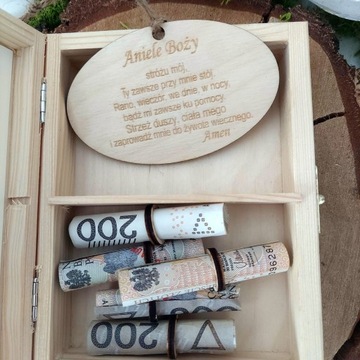 Aniele Boży
stróżu mój,
Ty zawsze przy mnie stój.
Rano, wieczór, we dnie, w nocy,
bądź mi zawsze ku pomocy,
Strzeż duszy, ciała mego
i zaprowadź mnie do żywota wiecznego.
Amen
200
200